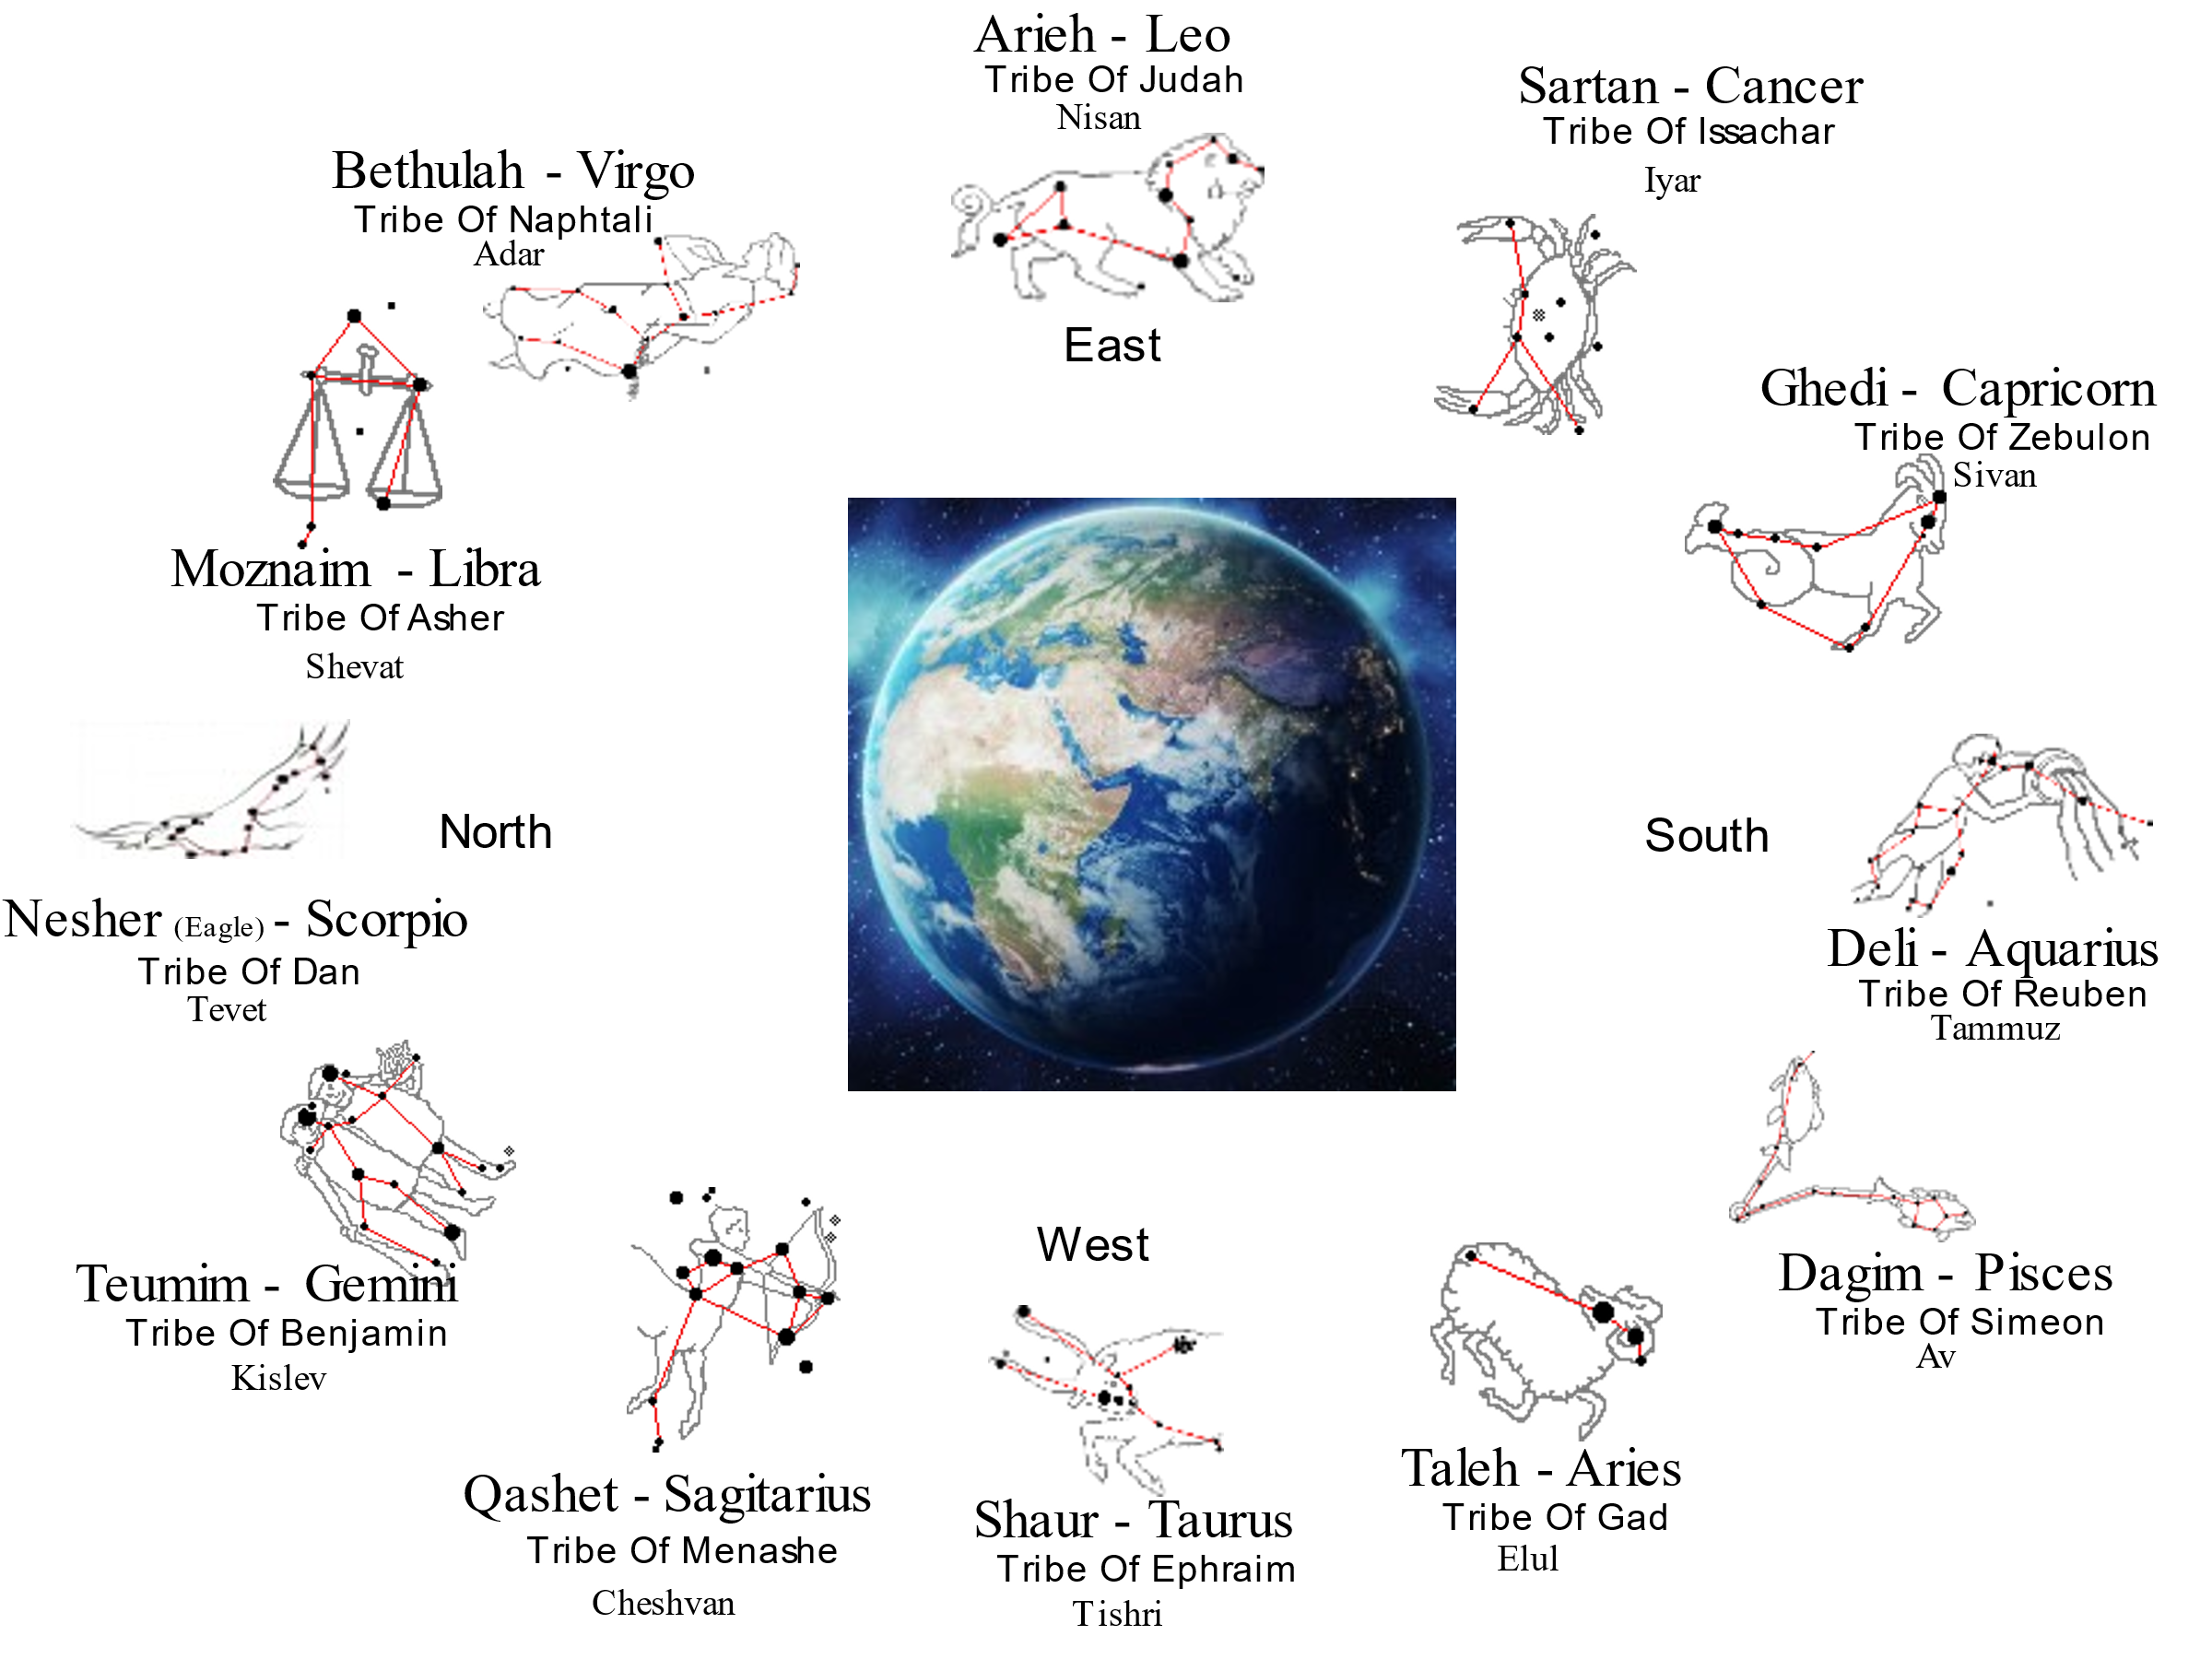 Arieh - Leo
Tribe Of Judah
Nisan
Sartan - Cancer
Tribe Of Issachar
Iyar
Bethulah - Virgo
Tribe Of Naphtali
Adar
East
Ghedi - Capricorn
Tribe Of Zebulon
Sivan
Moznaim - Libra
Tribe Of Asher
Shevat
North
South
Nesher (Eagle) - Scorpio
Tribe Of Dan
Tevet
Deli - Aquarius
Tribe Of Reuben
Tammuz
West
Teumim - Gemini
Tribe Of Benjamin
Kislev
Dagim - Pisces
Tribe Of Simeon
Av
Qashet - Sagitarius
Tribe Of Menashe
Cheshvan
Shaur - Taurus
Tribe Of Ephraim
Tishri
Taleh - Aries
Tribe Of Gad
Elul